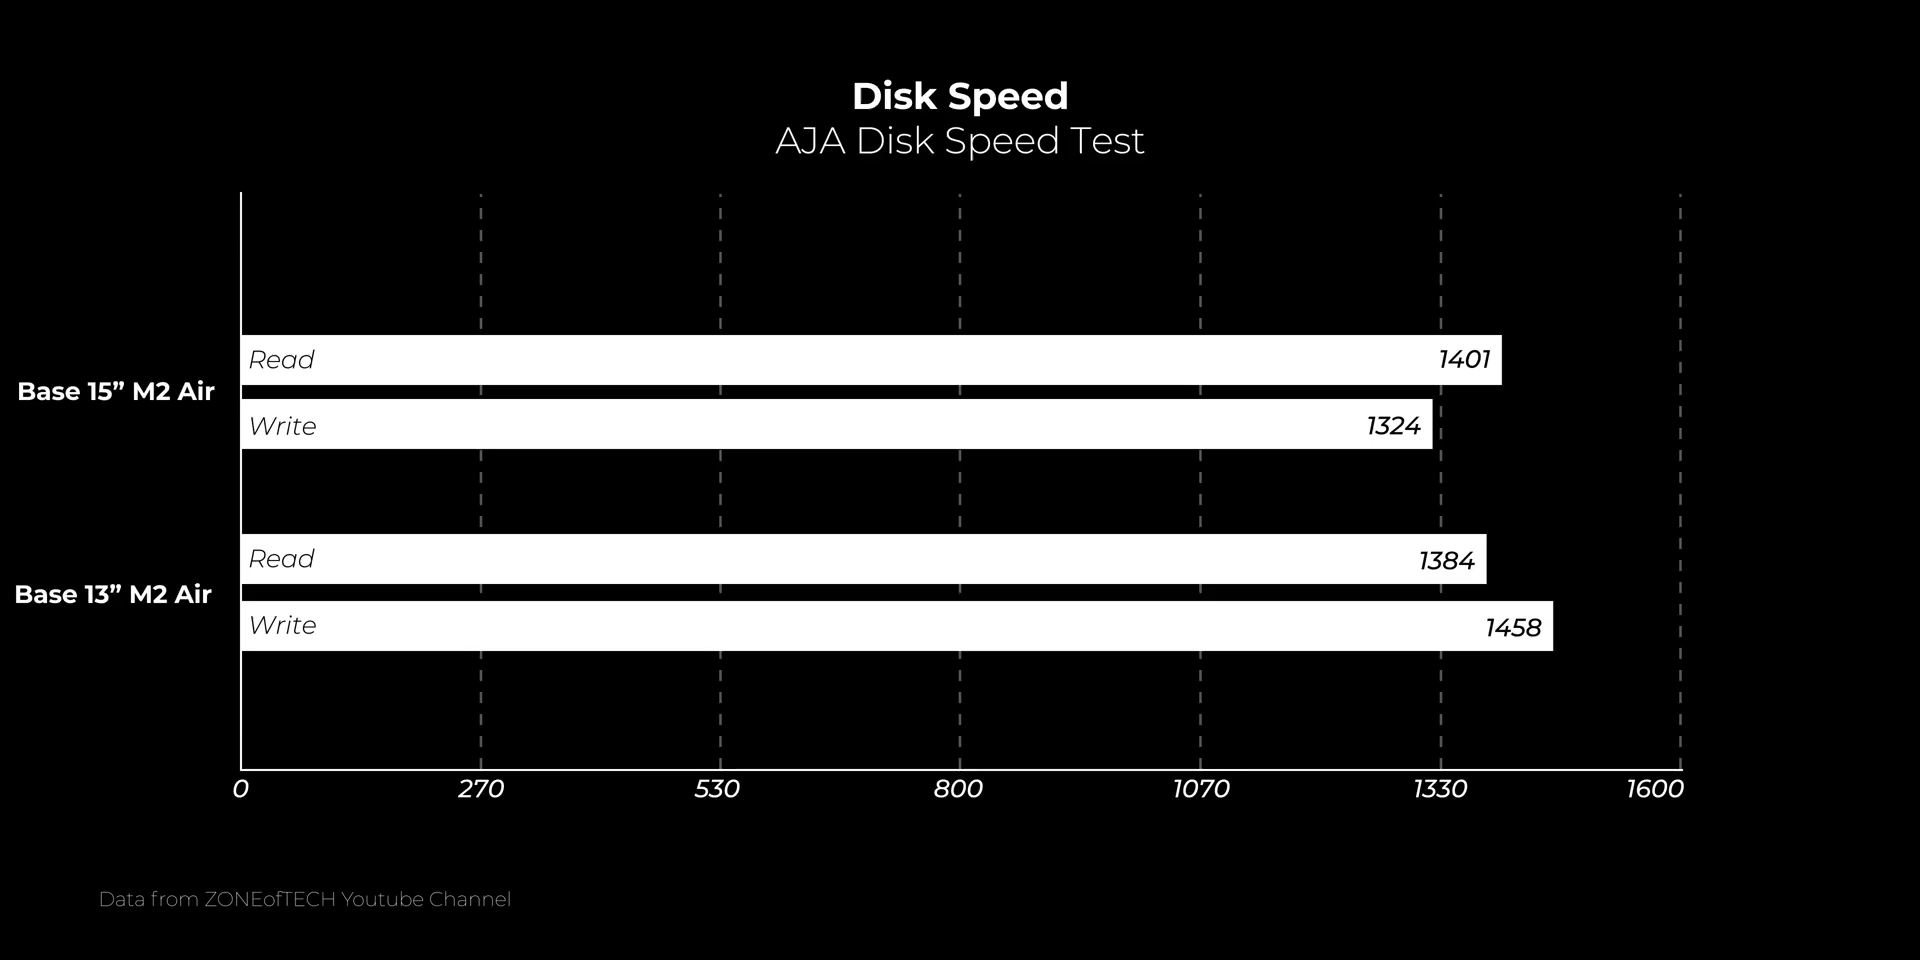 Disk Speed
AJA Disk Speed Test
Base 15” M2 Air
Read 1401
Write 1324
Base 13” M2 Air
Read 1384
Write 1458
0 270 530 800 1070 1330 1600
Data from ZONEofTECH Youtube Channel